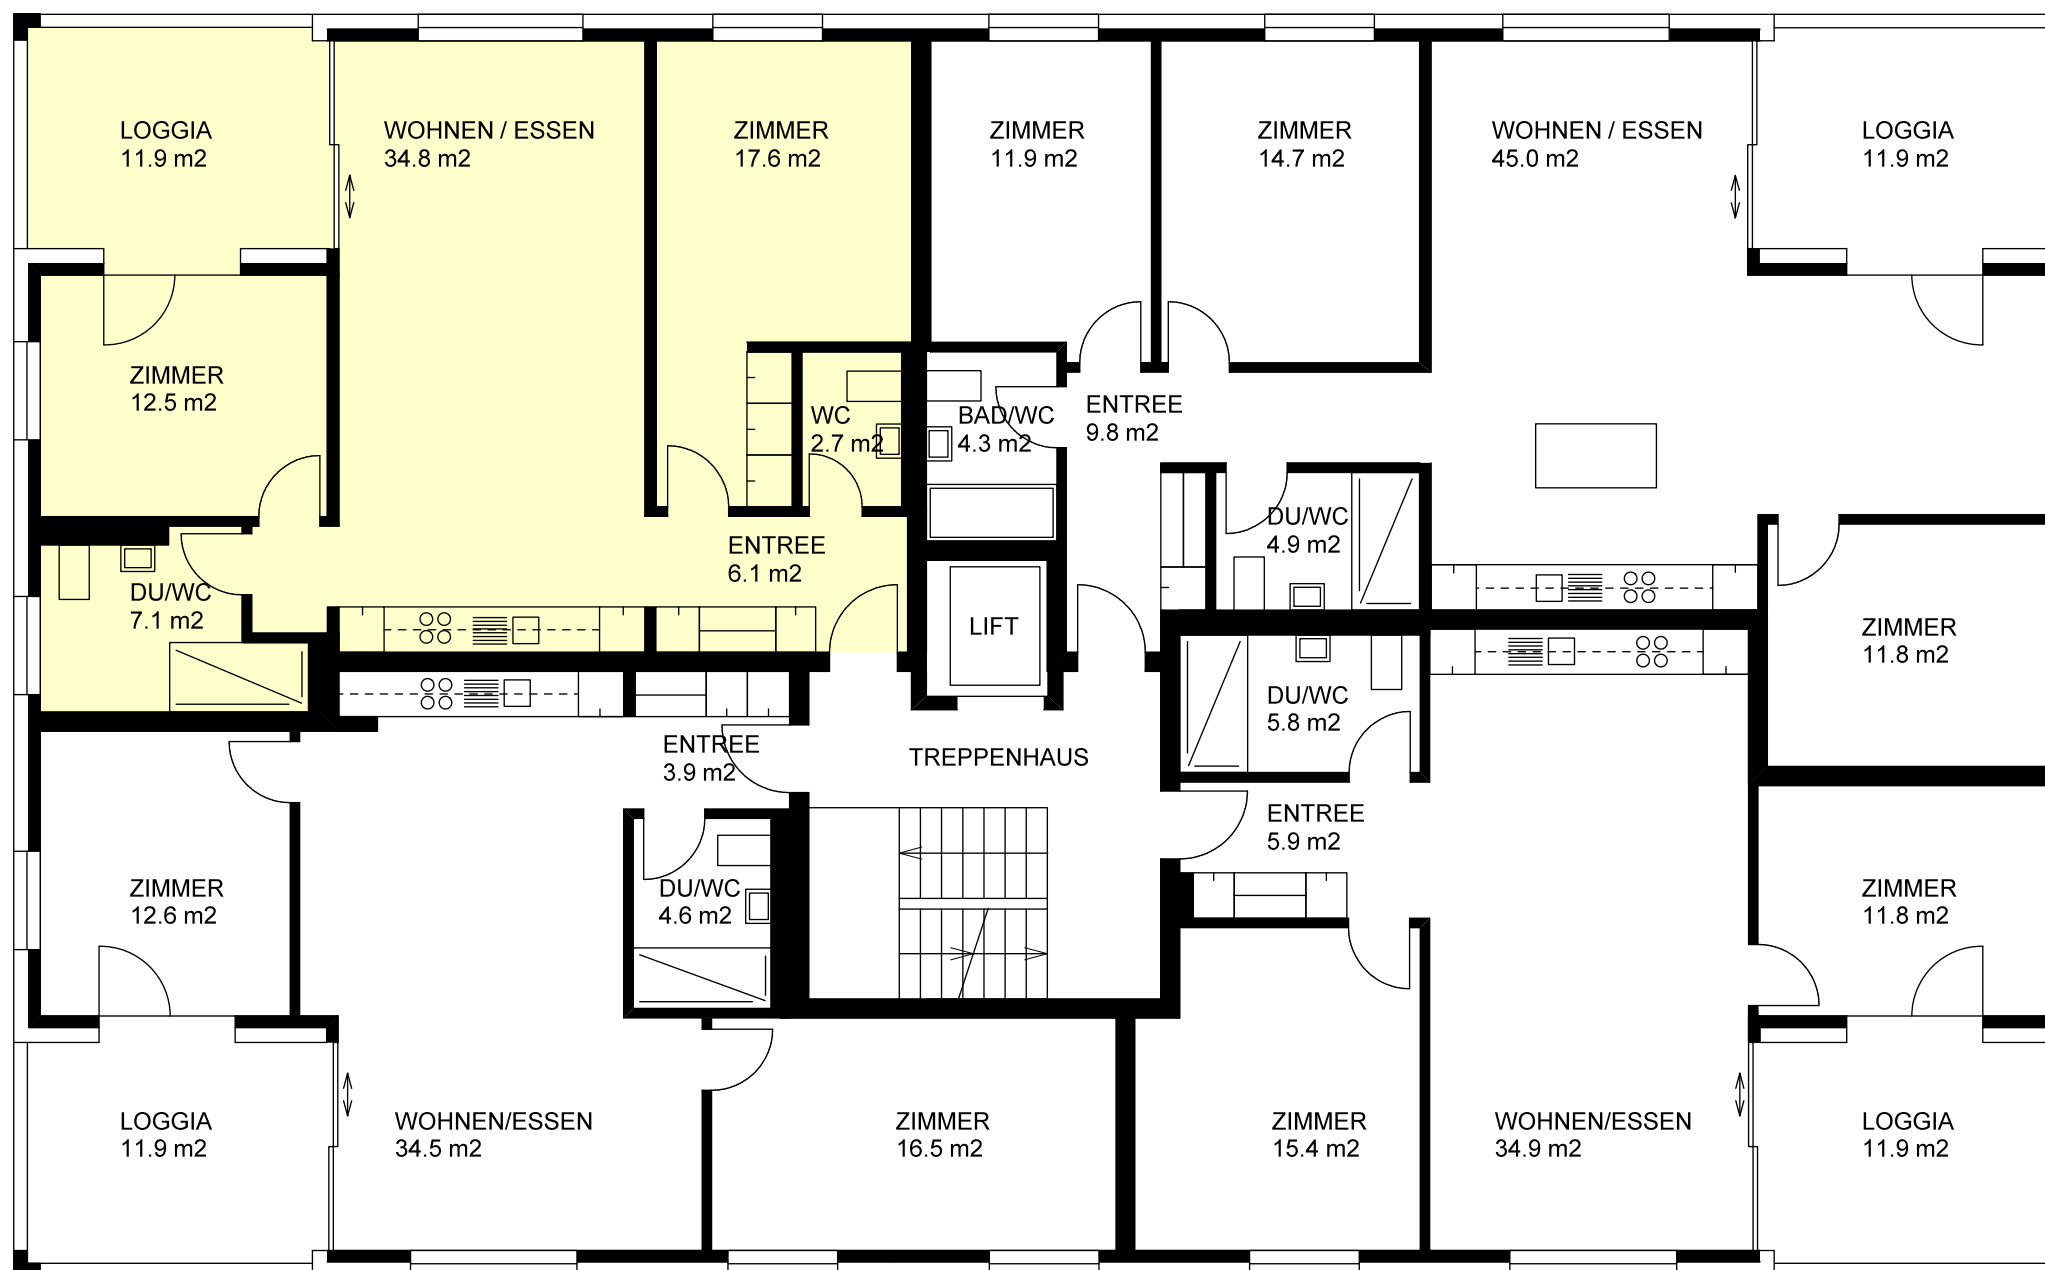 LOGGIA
11.9 m2
WOHNEN / ESSEN
34.8 m2
ZIMMER
17.6 m2
ZIMMER
11.9 m2
ZIMMER
14.7 m2
WOHNEN / ESSEN
45.0 m2
LOGGIA
11.9 m2
ZIMMER
12.5 m2
WC
2.7 m2
BAD/WC
4.3 m2
ENTREE
9.8 m2
DU/WC
4.9 m2
ENTREE
6.1 m2
DU/WC
7.1 m2
LIFT
ZIMMER
11.8 m2
DU/WC
5.8 m2
ENTREE
3.9 m2
TREPPENHAUS
ENTREE
5.9 m2
ZIMMER
12.6 m2
DU/WC
4.6 m2
ZIMMER
11.8 m2
LOGGIA
11.9 m2
WOHNEN/ESSEN
34.5 m2
ZIMMER
16.5 m2
ZIMMER
15.4 m2
WOHNEN/ESSEN
34.9 m2
LOGGIA
11.9 m2